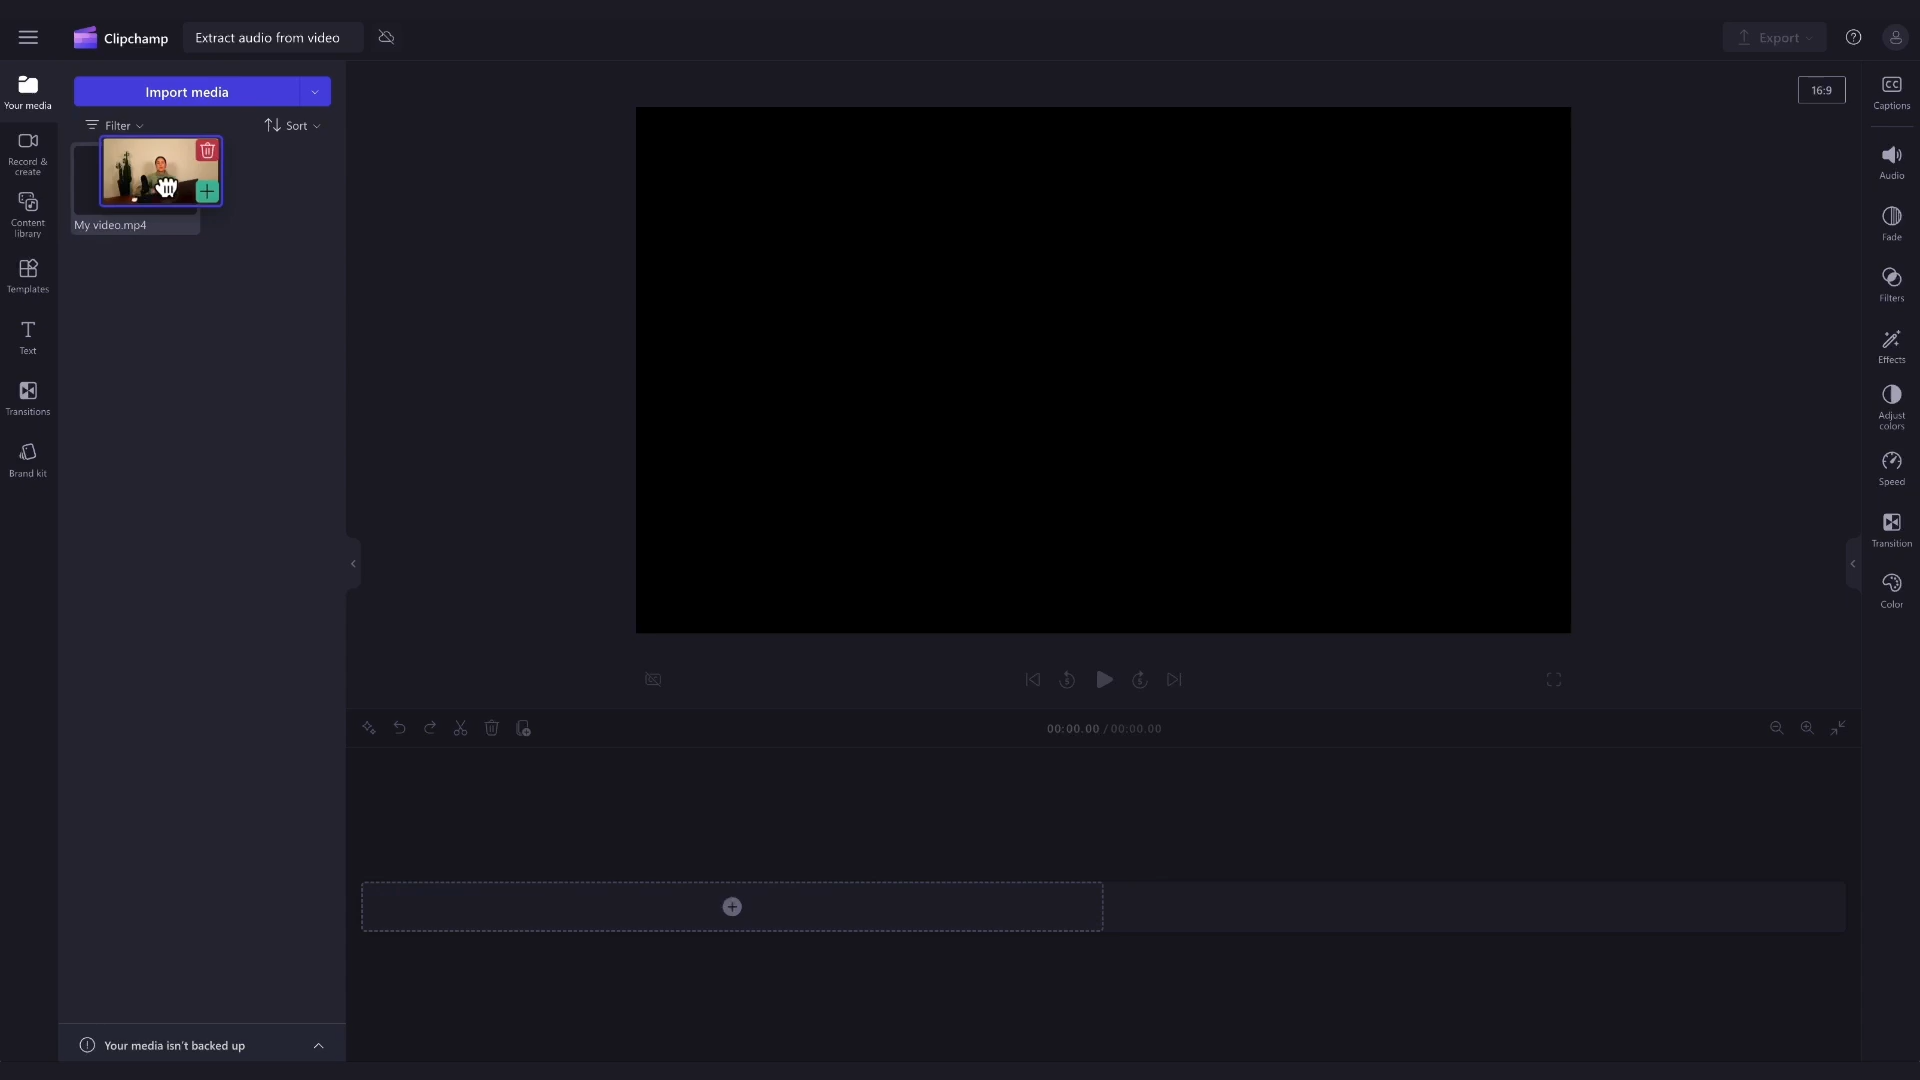 Clipchamp
Extract audio from video
Export
Import media
Filter
Sort
My video.mp4
Your media
Record &
create
Content
library
Templates
Text
Transitions
Brand kit
16:9
Captions
Audio
Fade
Filters
Effects
Adjust
colors
Speed
Transition
Color
00:00.00 / 00:00.00
Your media isn't backed up